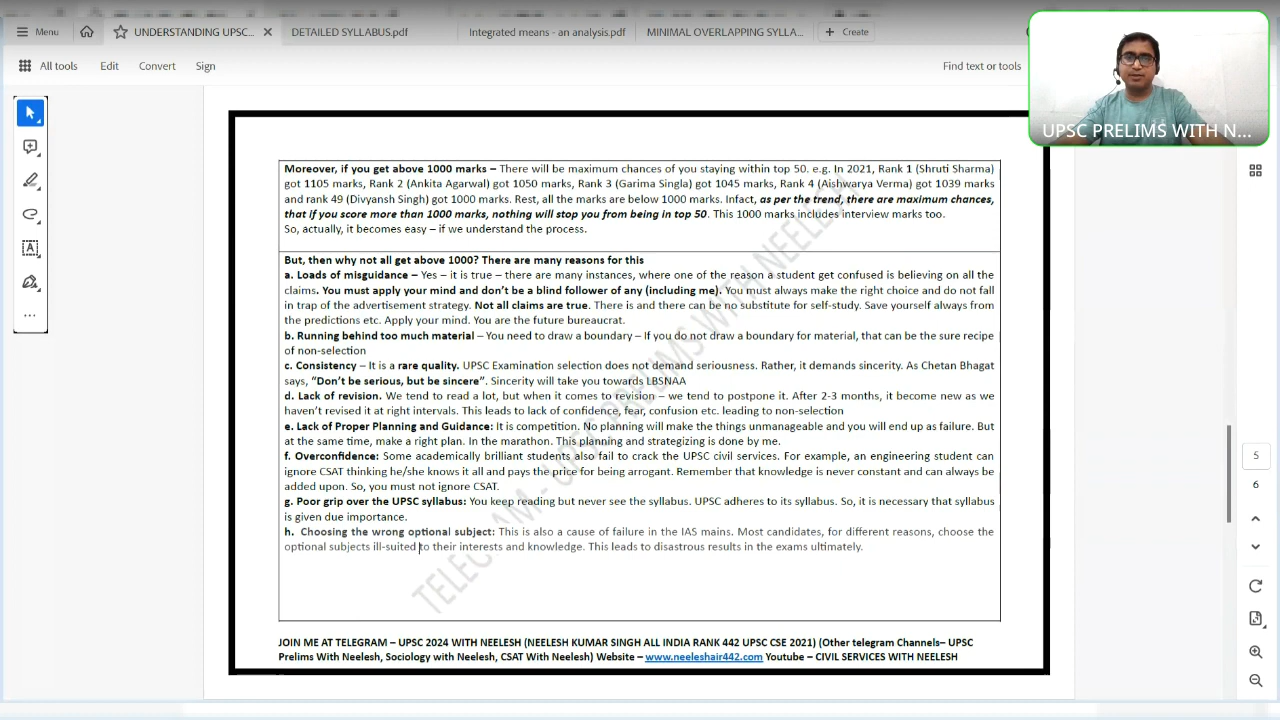 Menu
UNDERSTANDING UPSC...
DETAILED SYLLABUS.pdf
Integrated means - an analysis.pdf
MINIMAL OVERLAPPING SYLLA...
Create
All tools
Edit
Convert
Sign
Find text or tools
UPSC PRELIMS WITH N...
Moreover, if you get above 1000 marks – There will be maximum chances of you staying within top 50. e.g. In 2021, Rank 1 (Shruti Sharma)
got 1105 marks, Rank 2 (Ankita Agarwal) got 1050 marks, Rank 3 (Garima Singla) got 1045 marks, Rank 4 (Aishwarya Verma) got 1039 marks
and rank 49 (Divyansh Singh) got 1000 marks. Rest, all the marks are below 1000 marks. Infact, as per the trend, there are maximum chances,
that if you score more than 1000 marks, nothing will stop you from being in top 50. This 1000 marks includes interview marks too.
So, actually, it becomes easy – if we understand the process.
But, then why not all get above 1000? There are many reasons for this
a. Loads of misguidance – Yes – it is true – there are many instances, where one of the reason a student get confused is believing on all the
claims. You must apply your mind and don't be a blind follower of any (including me). You must always make the right choice and do not fall
in trap of the advertisement strategy. Not all claims are true. There is and there can be no substitute for self-study. Save yourself always from
the predictions etc. Apply your mind. You are the future bureaucrat.
b. Running behind too much material – You need to draw a boundary – If you do not draw a boundary for material, that can be the sure recipe
of non-selection
c. Consistency – It is a rare quality. UPSC Examination selection does not demand seriousness. Rather, it demands sincerity. As Chetan Bhagat
says, "Don't be serious, but be sincere". Sincerity will take you towards LBSNAA
d. Lack of revision. We tend to read a lot, but when it comes to revision – we tend to postpone it. After 2-3 months, it become new as we
haven't revised it at right intervals. This leads to lack of confidence, fear, confusion etc. leading to non-selection
e. Lack of Proper Planning and Guidance: It is competition. No planning will make the things unmanageable and you will end up as failure. But
at the same time, make a right plan. In the marathon. This planning and strategizing is done by me.
f. Overconfidence: Some academically brilliant students also fail to crack the UPSC civil services. For example, an engineering student can
ignore CSAT thinking he/she knows it all and pays the price for being arrogant. Remember that knowledge is never constant and can always be
added upon. So, you must not ignore CSAT.
g. Poor grip over the UPSC syllabus: You keep reading but never see the syllabus. UPSC adheres to its syllabus. So, it is necessary that syllabus
is given due importance.
h. Choosing the wrong optional subject: This is also a cause of failure in the IAS mains. Most candidates, for different reasons, choose the
optional subjects ill-suited to their interests and knowledge. This leads to disastrous results in the exams ultimately.
TELEGRAM - UPSC PRELIMS WITH NEELESH
JOIN ME AT TELEGRAM – UPSC 2024 WITH NEELESH (NEELESH KUMAR SINGH ALL INDIA RANK 442 UPSC CSE 2021) (Other telegram Channels– UPSC
Prelims With Neelesh, Sociology with Neelesh, CSAT With Neelesh) Website – www.neeleshair442.com Youtube – CIVIL SERVICES WITH NEELESH
5
6